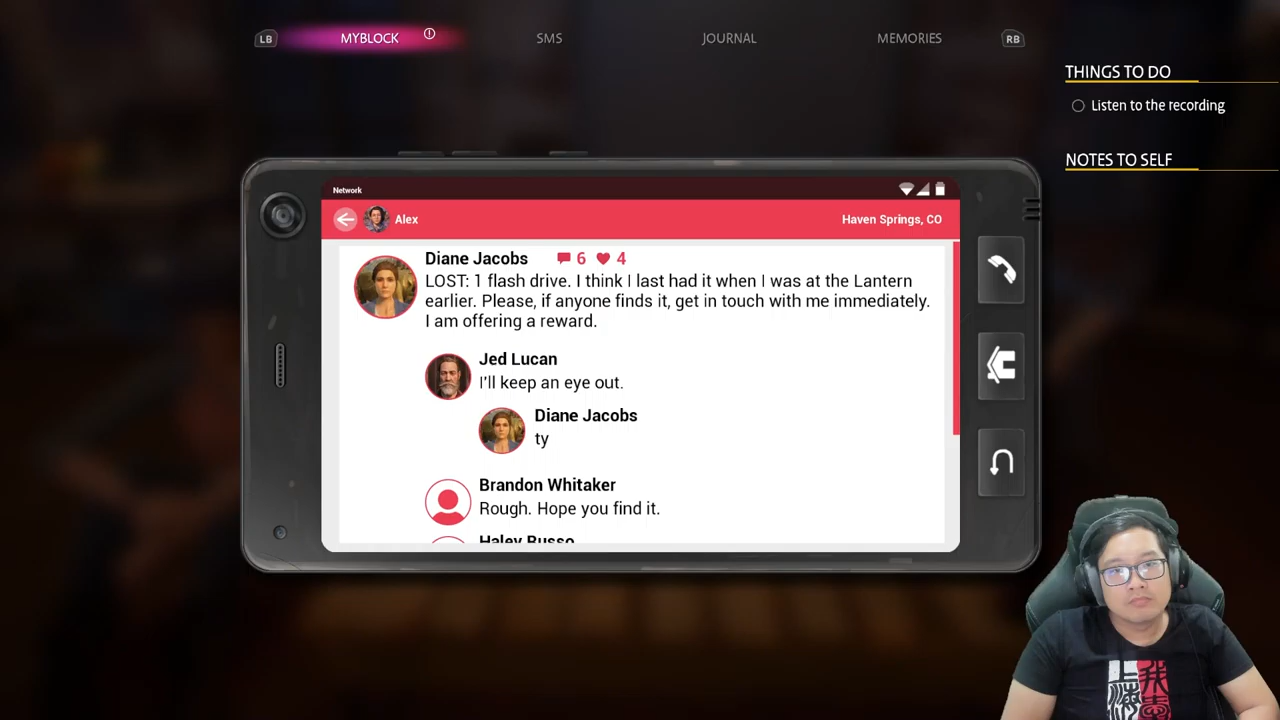 LB
MYBLOCK
SMS
JOURNAL
MEMORIES
RB
THINGS TO DO
Listen to the recording
NOTES TO SELF
Network
Alex
Haven Springs, CO
Diane Jacobs 6 4
LOST: 1 flash drive. I think I last had it when I was at the Lantern
earlier. Please, if anyone finds it, get in touch with me immediately.
I am offering a reward.
Jed Lucan
I'll keep an eye out.
Diane Jacobs
ty
Brandon Whitaker
Rough. Hope you find it.
Haley Russo
上海
我